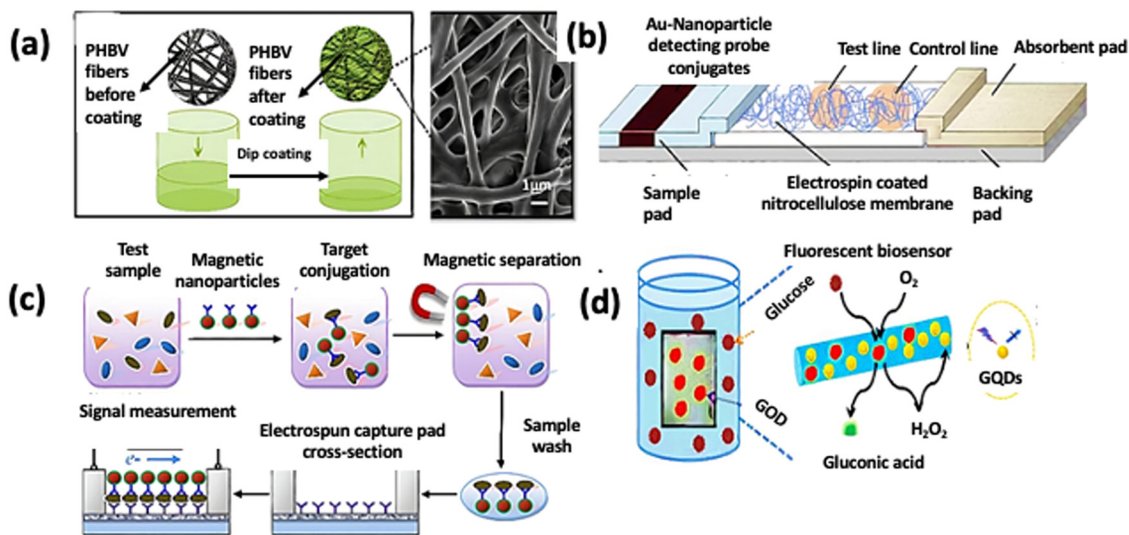 (a)
PHBV
fibers
before
coating
PHBV
fibers
after
coating
Dip coating
1μm
(b)
Au-Nanoparticle
detecting probe
conjugates
Test line
Control line
Absorbent pad
Sample
pad
Electrospin coated
nitrocellulose membrane
Backing
pad
(c)
Test
sample
Magnetic
nanoparticles
Target
conjugation
Magnetic separation
Sample
wash
Electrospun capture pad
cross-section
Signal measurement
(d)
Fluorescent biosensor
Glucose
O₂
GOD
GQDs
H₂O₂
Gluconic acid